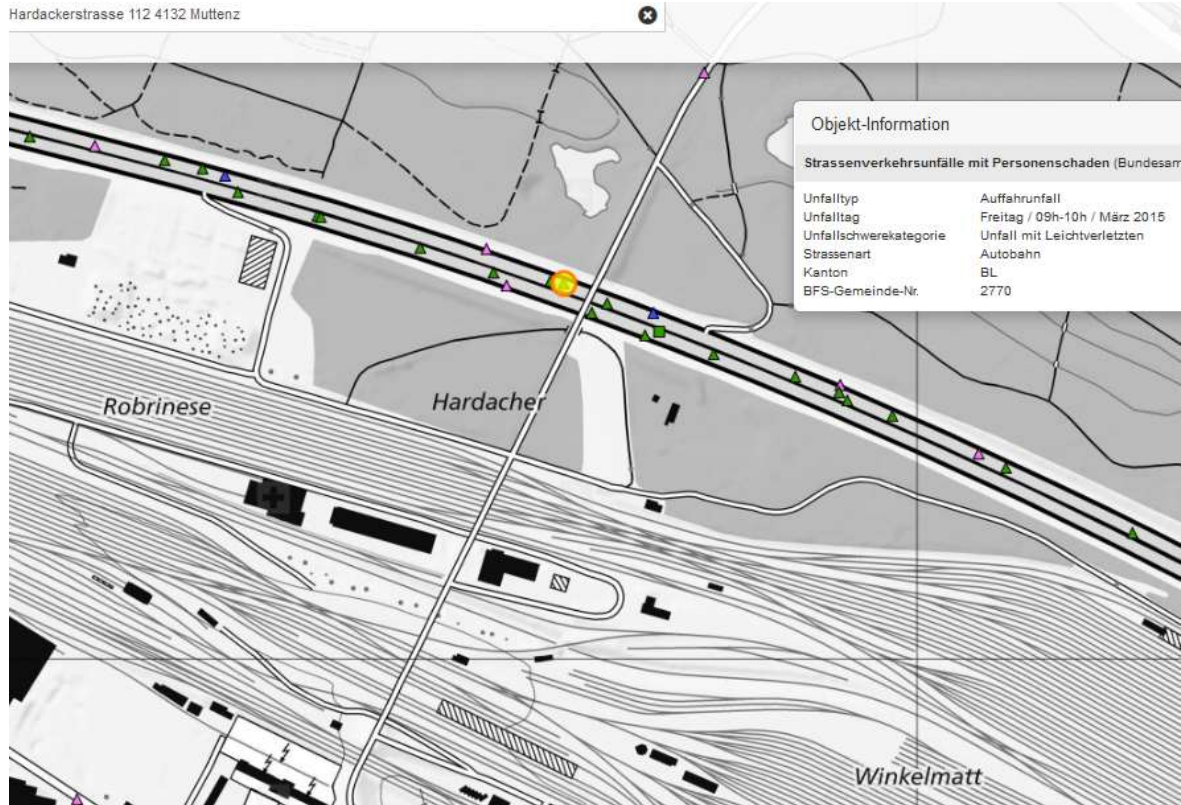 Hardackerstrasse 112 4132 Muttenz
Objekt-Information
Strassenverkehrsunfälle mit Personenschaden (Bundesam
Unfalltyp Auffahrunfall
Unfalltag Freitag / 09h-10h / März 2015
Unfallschwerekategorie Unfall mit Leichtverletzten
Strassenart Autobahn
Kanton BL
BFS-Gemeinde-Nr. 2770
Robrinese
Hardacher
Winkelmatt